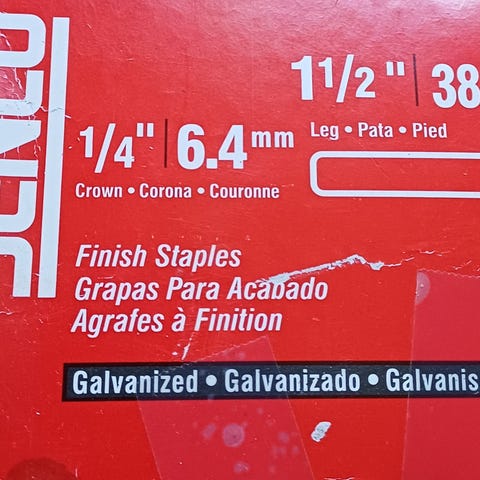 SENCO
1 1/2" | 38
Leg • Pata • Pied
1/4" | 6.4mm
Crown • Corona • Couronne
Finish Staples
Grapas Para Acabado
Agrafes à Finition
Galvanized • Galvanizado • Galvanis